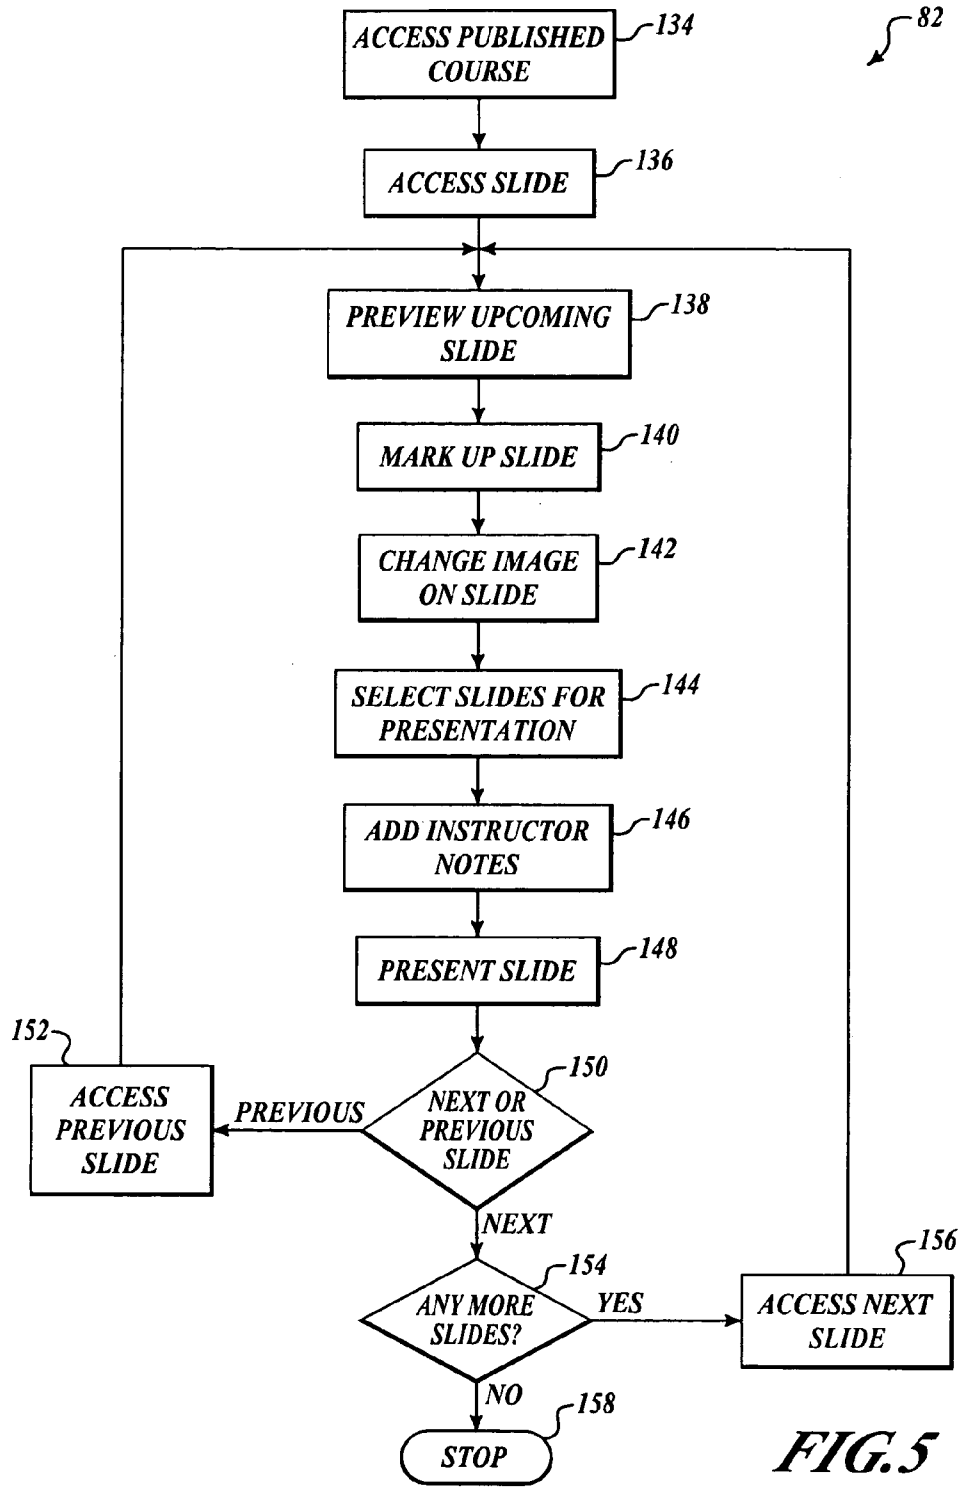 82
ACCESS PUBLISHED
COURSE
134
ACCESS SLIDE
136
PREVIEW UPCOMING
SLIDE
138
MARK UP SLIDE
140
CHANGE IMAGE
ON SLIDE
142
SELECT SLIDES FOR
PRESENTATION
144
ADD INSTRUCTOR
NOTES
146
PRESENT SLIDE
148
NEXT OR
PREVIOUS
SLIDE
150
PREVIOUS
152
ACCESS
PREVIOUS
SLIDE
NEXT
ANY MORE
SLIDES?
154
YES
156
ACCESS NEXT
SLIDE
NO
STOP
158
FIG.5